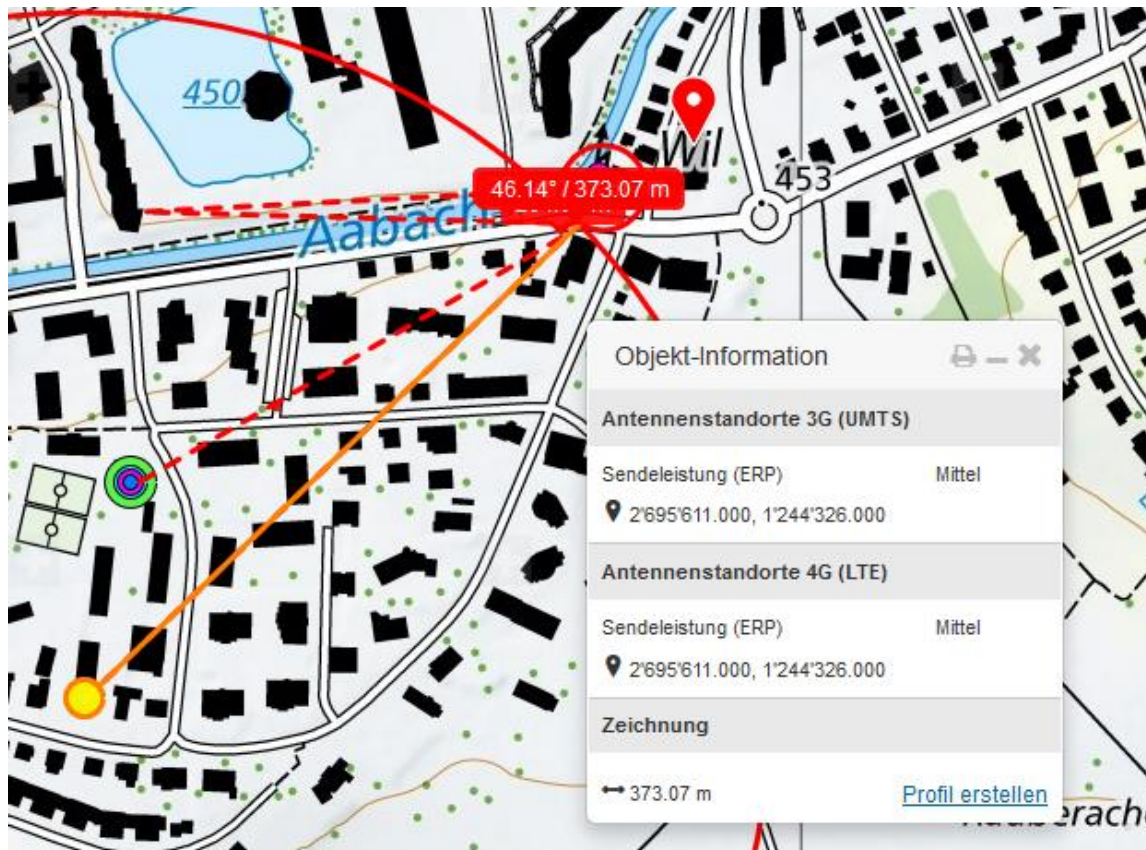 450
Wil
46.14° / 373.07 m
453
Aabach
Objekt-Information
Antennenstandorte 3G (UMTS)
Sendeleistung (ERP) Mittel
2'695'611.000, 1'244'326.000
Antennenstandorte 4G (LTE)
Sendeleistung (ERP) Mittel
2'695'611.000, 1'244'326.000
Zeichnung
373.07 m Profil erstellen